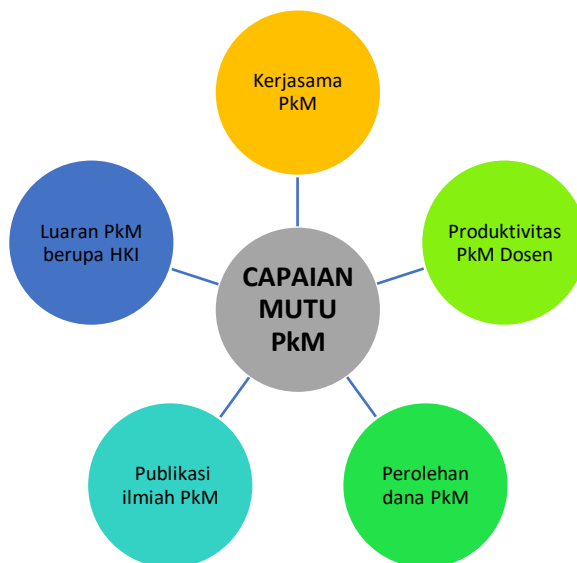 Kerjasama
PkM
Luaran PkM
berupa HKI
Produktivitas
PkM Dosen
CAPAIAN
MUTU
PkM
Publikasi
ilmiah PkM
Perolehan
dana PkM